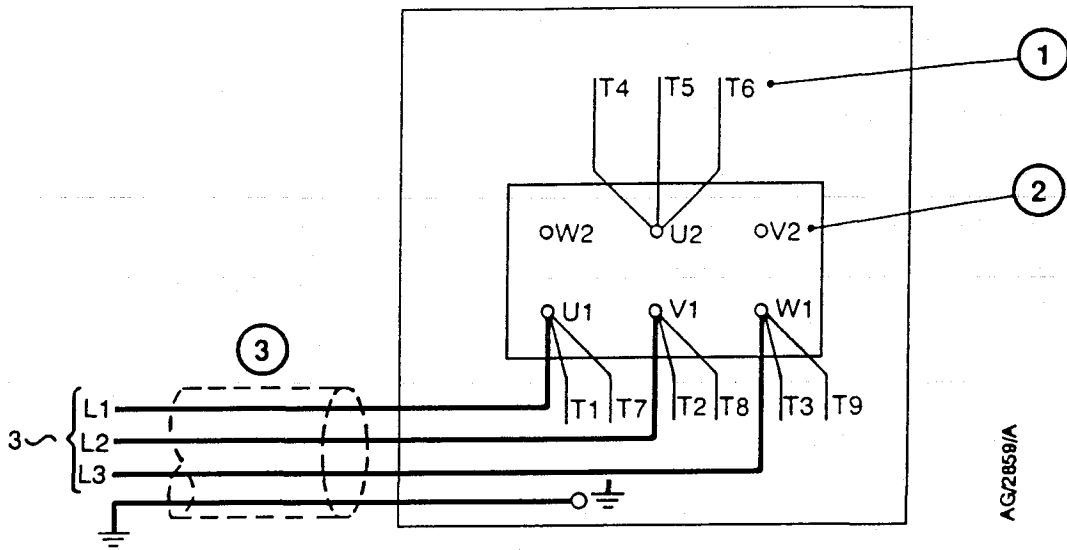 1
T4 T5 T6
2
W2 U2 V2
U1 V1 W1
3
T1 T7 T2 T8 T3 T9
L1
3~ L2
L3
AG/2859/A